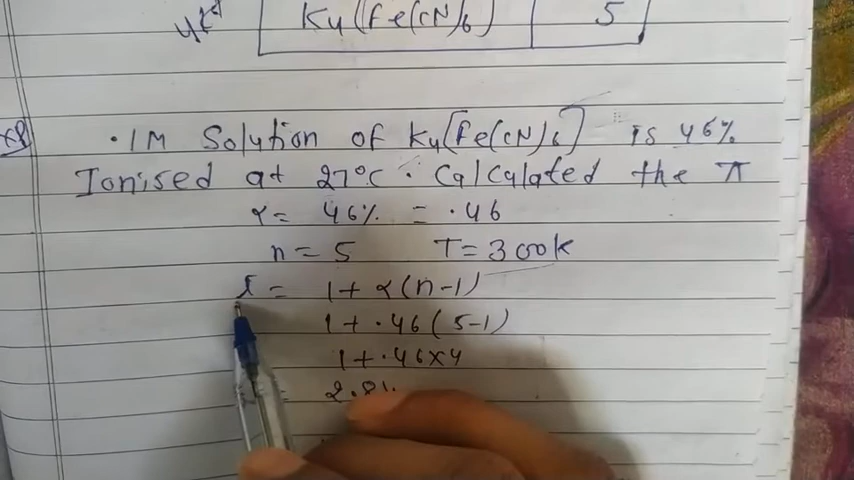 4K+ K4[Fe(CN)6] 5
.1M Solution of K4[Fe(CN)6] is 46%
Ionised at 27°C. Calculated the π
α = 46% = .46
n = 5 T = 300K
i = 1 + α(n-1)
1 + .46(5-1)
1 + .46×4
= 2.84